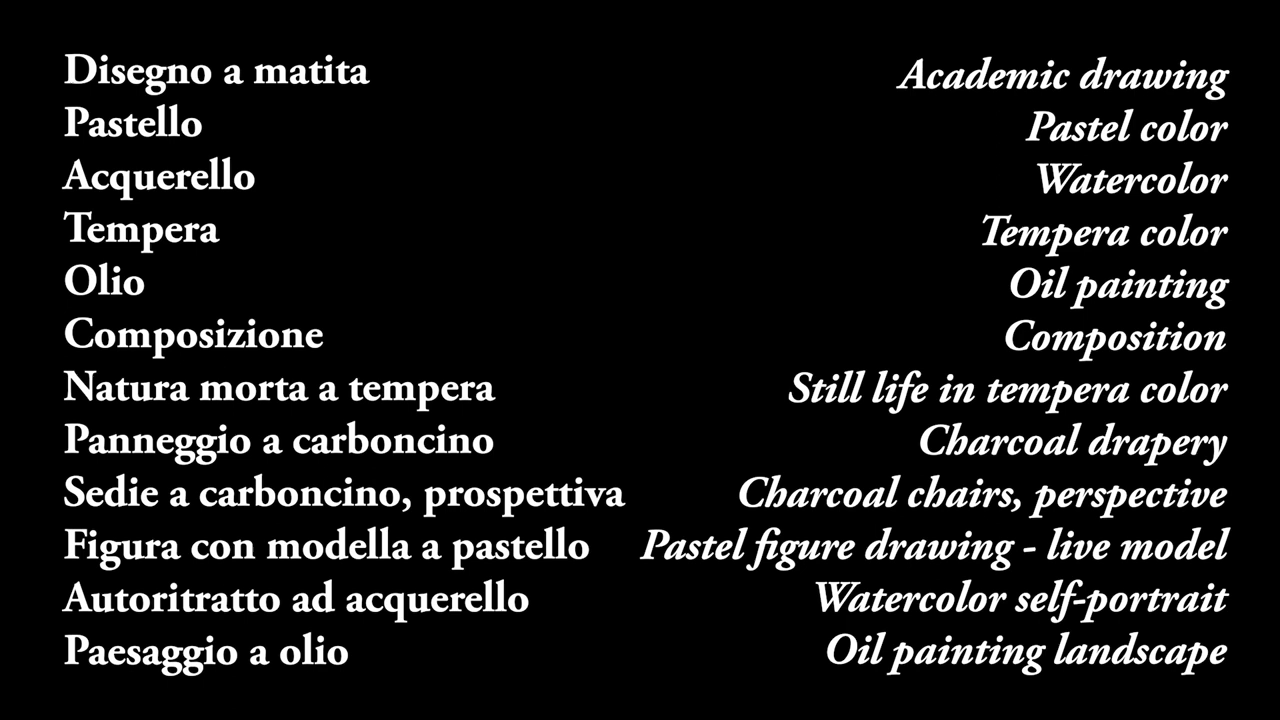 Disegno a matita Academic drawing
Pastello Pastel color
Acquerello Watercolor
Tempera Tempera color
Olio Oil painting
Composizione Composition
Natura morta a tempera Still life in tempera color
Panneggio a carboncino Charcoal drapery
Sedie a carboncino, prospettiva Charcoal chairs, perspective
Figura con modella a pastello Pastel figure drawing - live model
Autoritratto ad acquerello Watercolor self-portrait
Paesaggio a olio Oil painting landscape